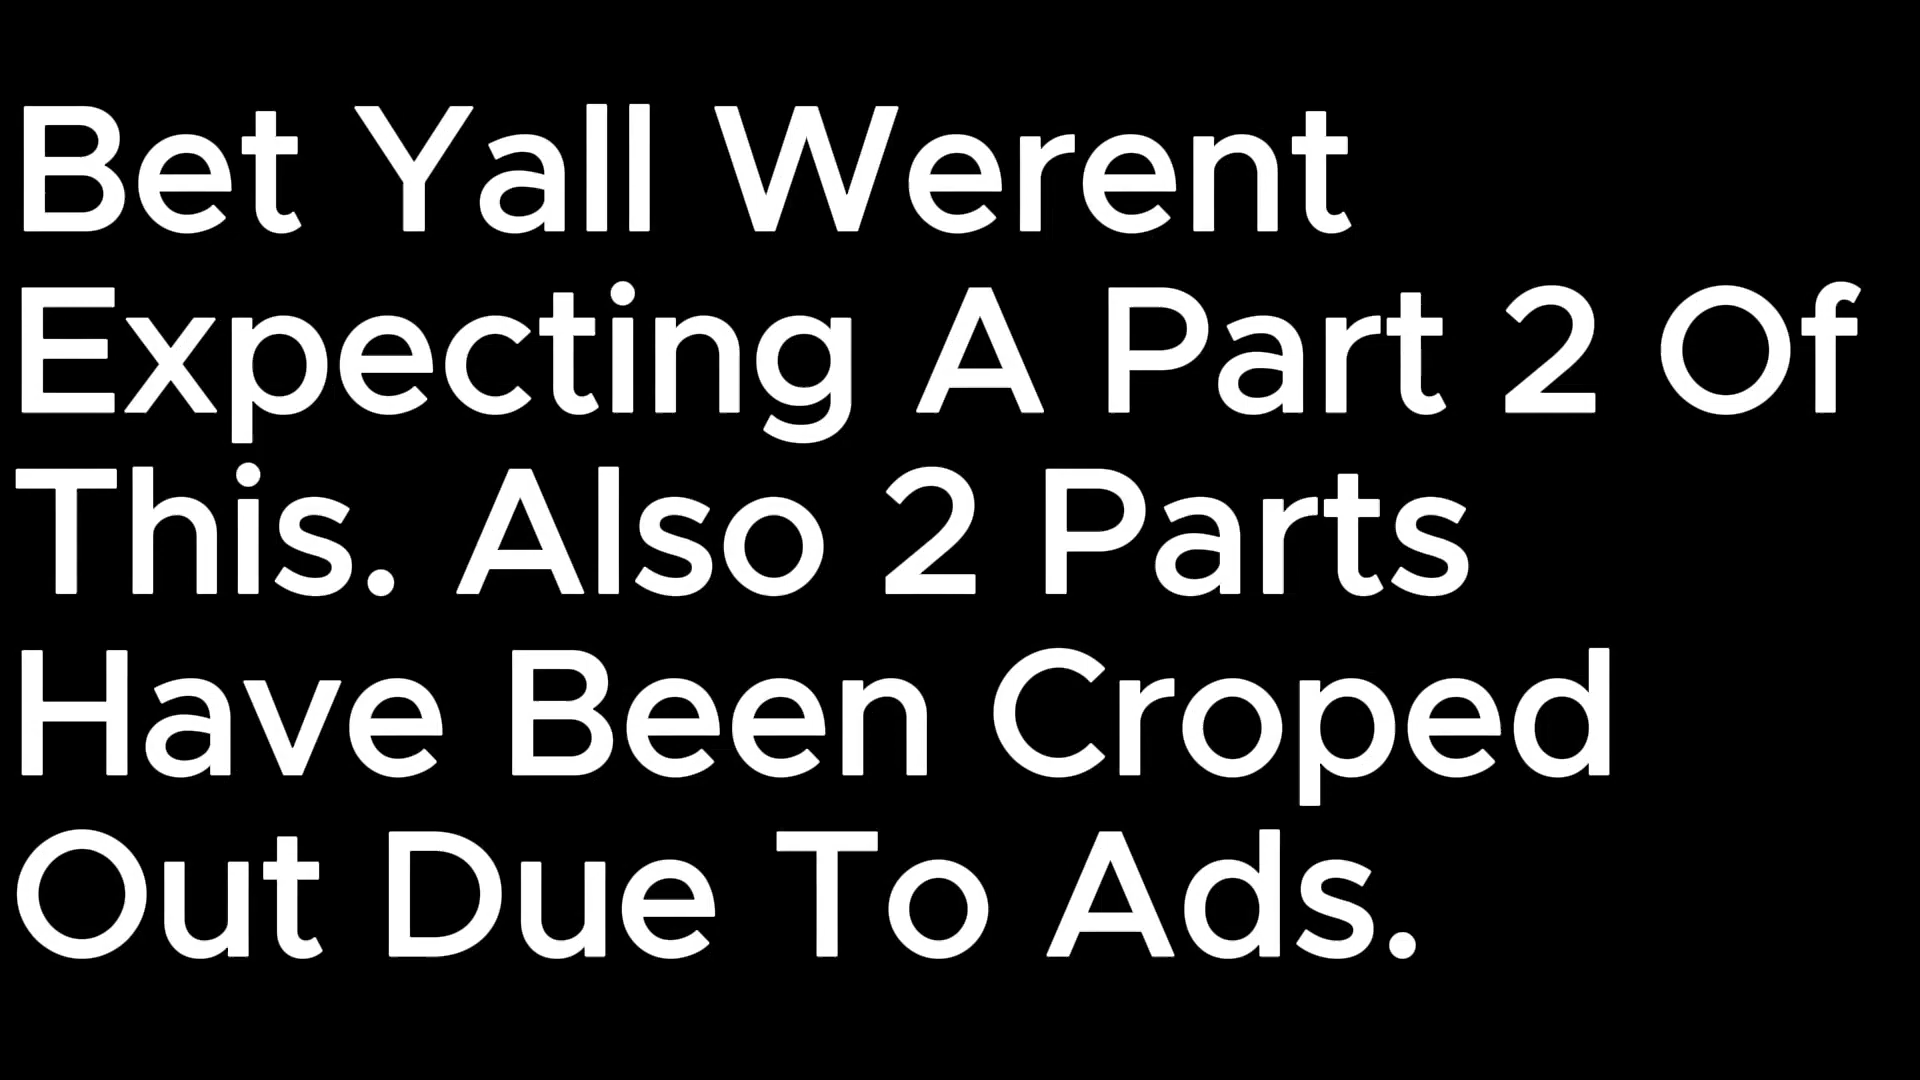 Bet Yall Werent
Expecting A Part 2 Of
This. Also 2 Parts
Have Been Croped
Out Due To Ads.